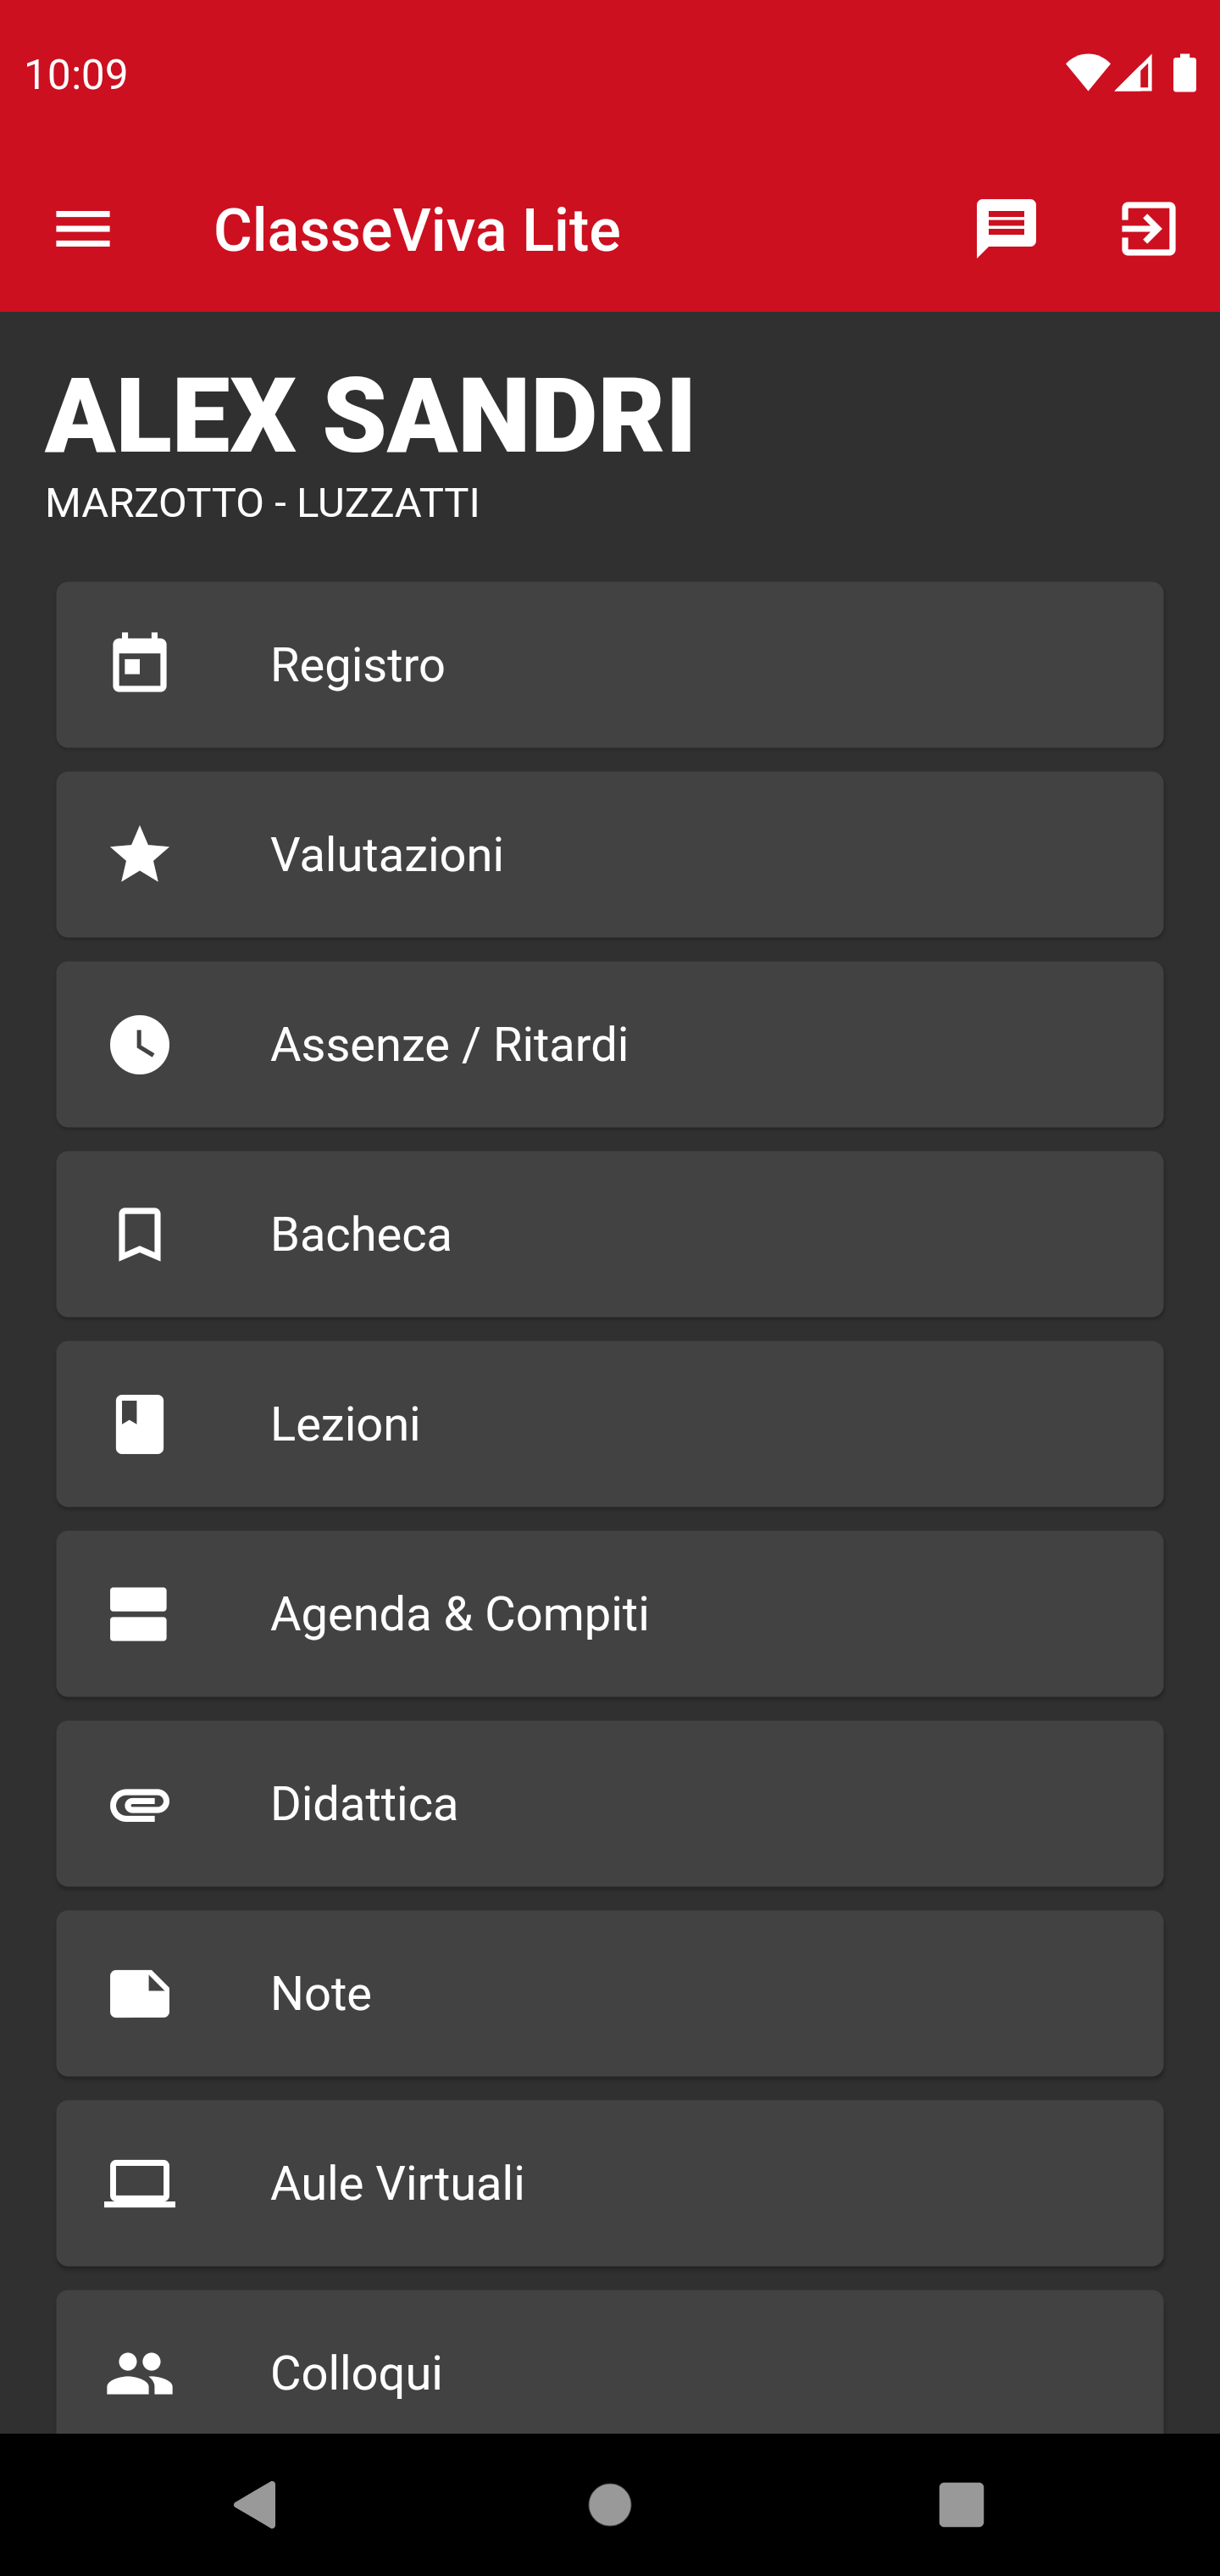 10:09
ClasseViva Lite
ALEX SANDRI
MARZOTTO - LUZZATTI
Registro
Valutazioni
Assenze / Ritardi
Bacheca
Lezioni
Agenda & Compiti
Didattica
Note
Aule Virtuali
Colloqui